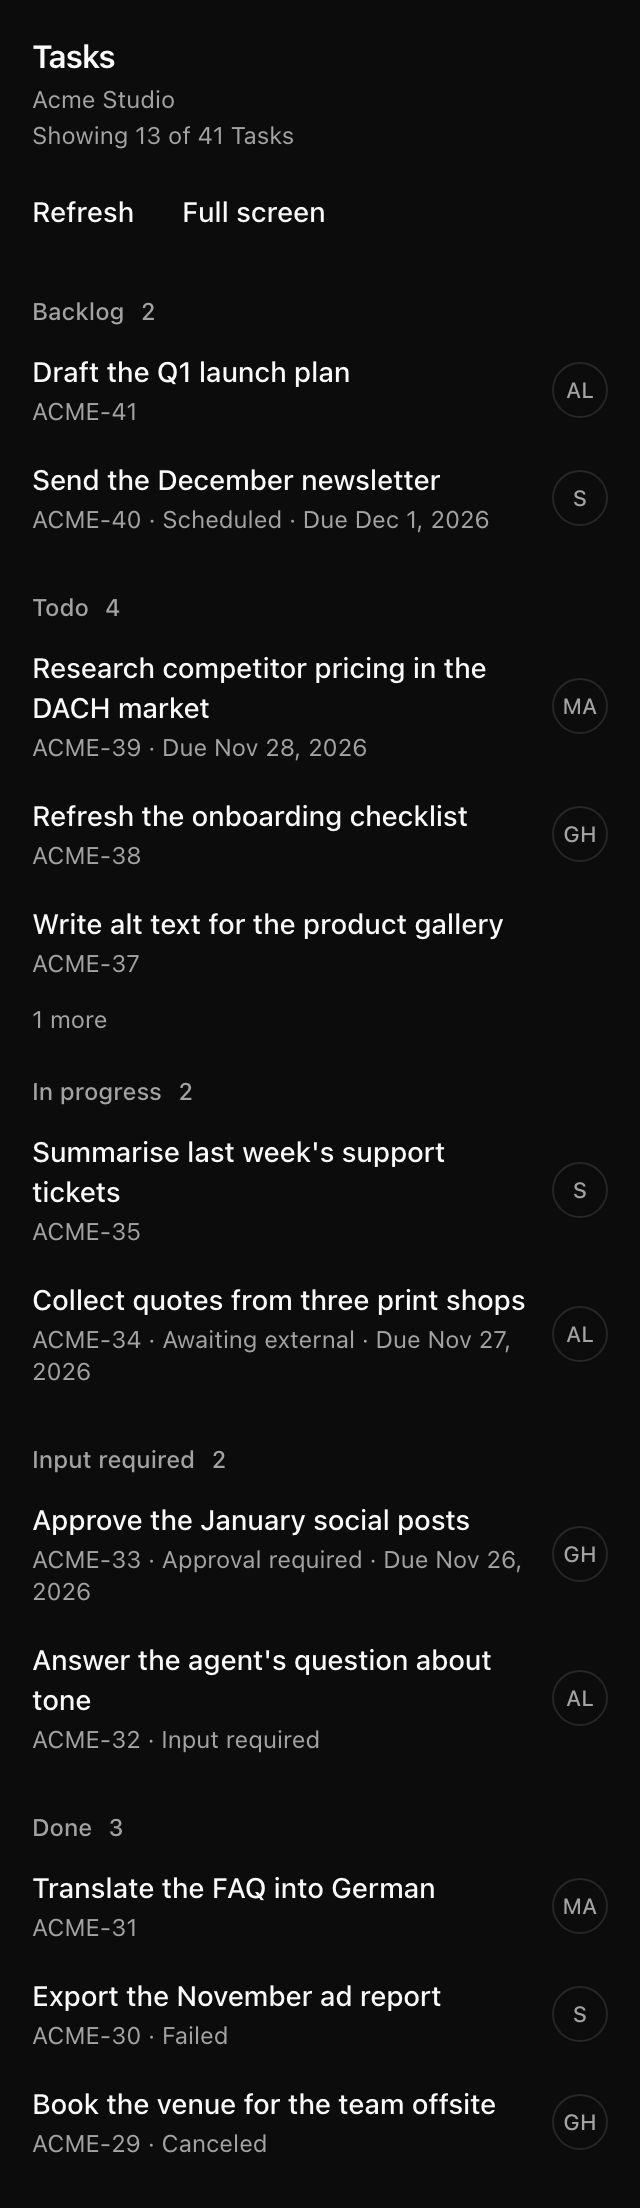 Tasks
Acme Studio
Showing 13 of 41 Tasks
Refresh Full screen
Backlog 2
Draft the Q1 launch plan
ACME-41
AL
Send the December newsletter
ACME-40 · Scheduled · Due Dec 1, 2026
S
Todo 4
Research competitor pricing in the
DACH market
ACME-39 · Due Nov 28, 2026
MA
Refresh the onboarding checklist
ACME-38
GH
Write alt text for the product gallery
ACME-37
1 more
In progress 2
Summarise last week's support
tickets
ACME-35
S
Collect quotes from three print shops
ACME-34 · Awaiting external · Due Nov 27,
2026
AL
Input required 2
Approve the January social posts
ACME-33 · Approval required · Due Nov 26,
2026
GH
Answer the agent's question about
tone
ACME-32 · Input required
AL
Done 3
Translate the FAQ into German
ACME-31
MA
Export the November ad report
ACME-30 · Failed
S
Book the venue for the team offsite
ACME-29 · Canceled
GH